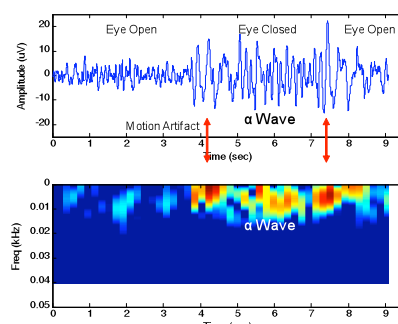 Eye Open Eye Closed Eye Open
Amplitude (uV)
20
10
0
-10
-20
α Wave
Motion Artifact
0 1 2 3 4 5 6 7 8 9
Time (sec)
Freq (kHz)
0
0.01
0.02
0.03
0.04
0.05
α Wave
0 1 2 3 4 5 6 7 8 9